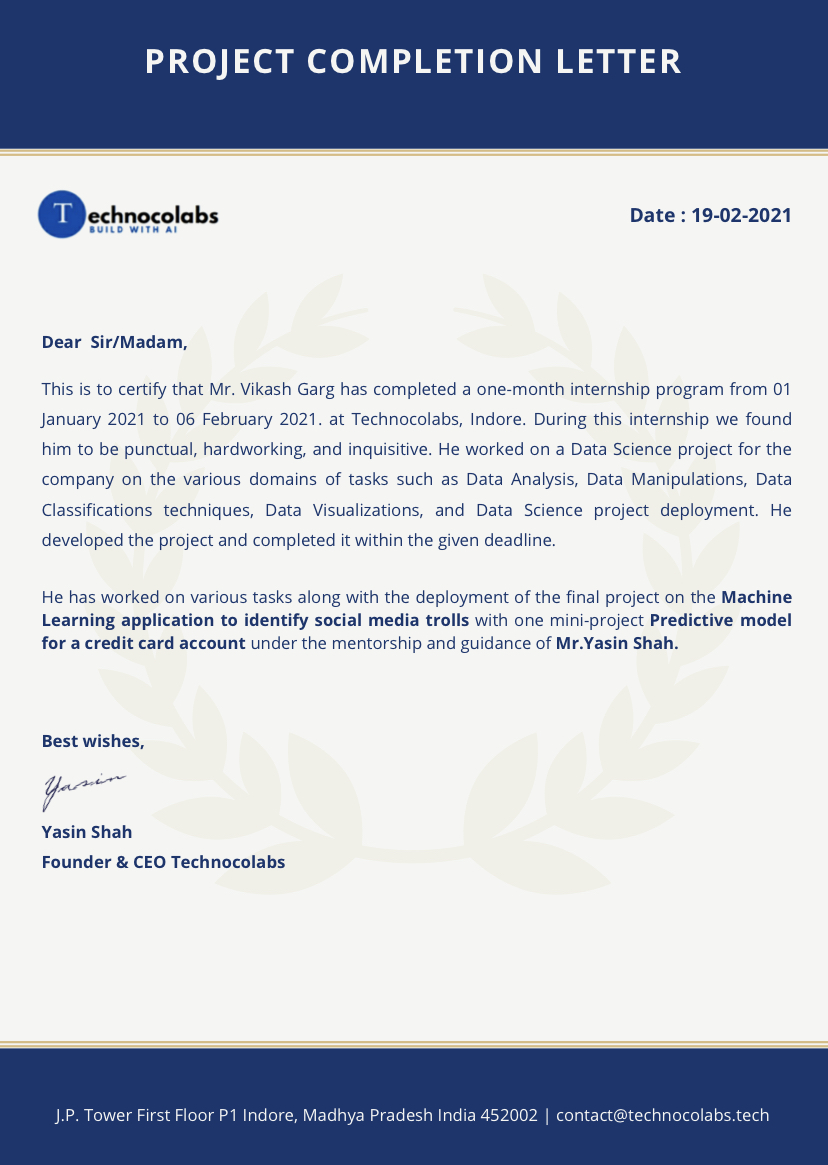 PROJECT COMPLETION LETTER
Technocolabs
BUILD WITH AI
Date : 19-02-2021
Dear Sir/Madam,
This is to certify that Mr. Vikash Garg has completed a one-month internship program from 01
January 2021 to 06 February 2021. at Technocolabs, Indore. During this internship we found
him to be punctual, hardworking, and inquisitive. He worked on a Data Science project for the
company on the various domains of tasks such as Data Analysis, Data Manipulations, Data
Classifications techniques, Data Visualizations, and Data Science project deployment. He
developed the project and completed it within the given deadline.
He has worked on various tasks along with the deployment of the final project on the Machine
Learning application to identify social media trolls with one mini-project Predictive model
for a credit card account under the mentorship and guidance of Mr.Yasin Shah.
Best wishes,
Yasin
Yasin Shah
Founder & CEO Technocolabs
J.P. Tower First Floor P1 Indore, Madhya Pradesh India 452002 | contact@technocolabs.tech